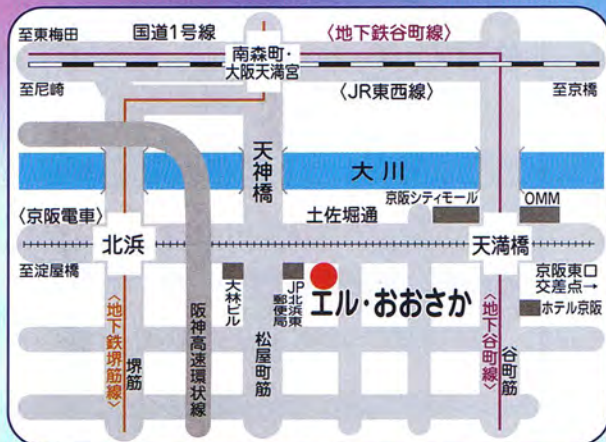 至東梅田
国道1号線
〈地下鉄谷町線〉
南森町・
大阪天満宮
至尼崎
〈JR東西線〉
至京橋
天神橋
大川
京阪シティモール
OMM
〈京阪電車〉
土佐堀通
北浜
天満橋
至淀屋橋
京阪東口
交差点→
大林ビル
JP北浜東
郵便局
エル・おおさか
ホテル京阪
〈地下鉄堺筋線〉
堺筋
阪神高速環状線
松屋町筋
〈地下谷町線〉
谷町筋